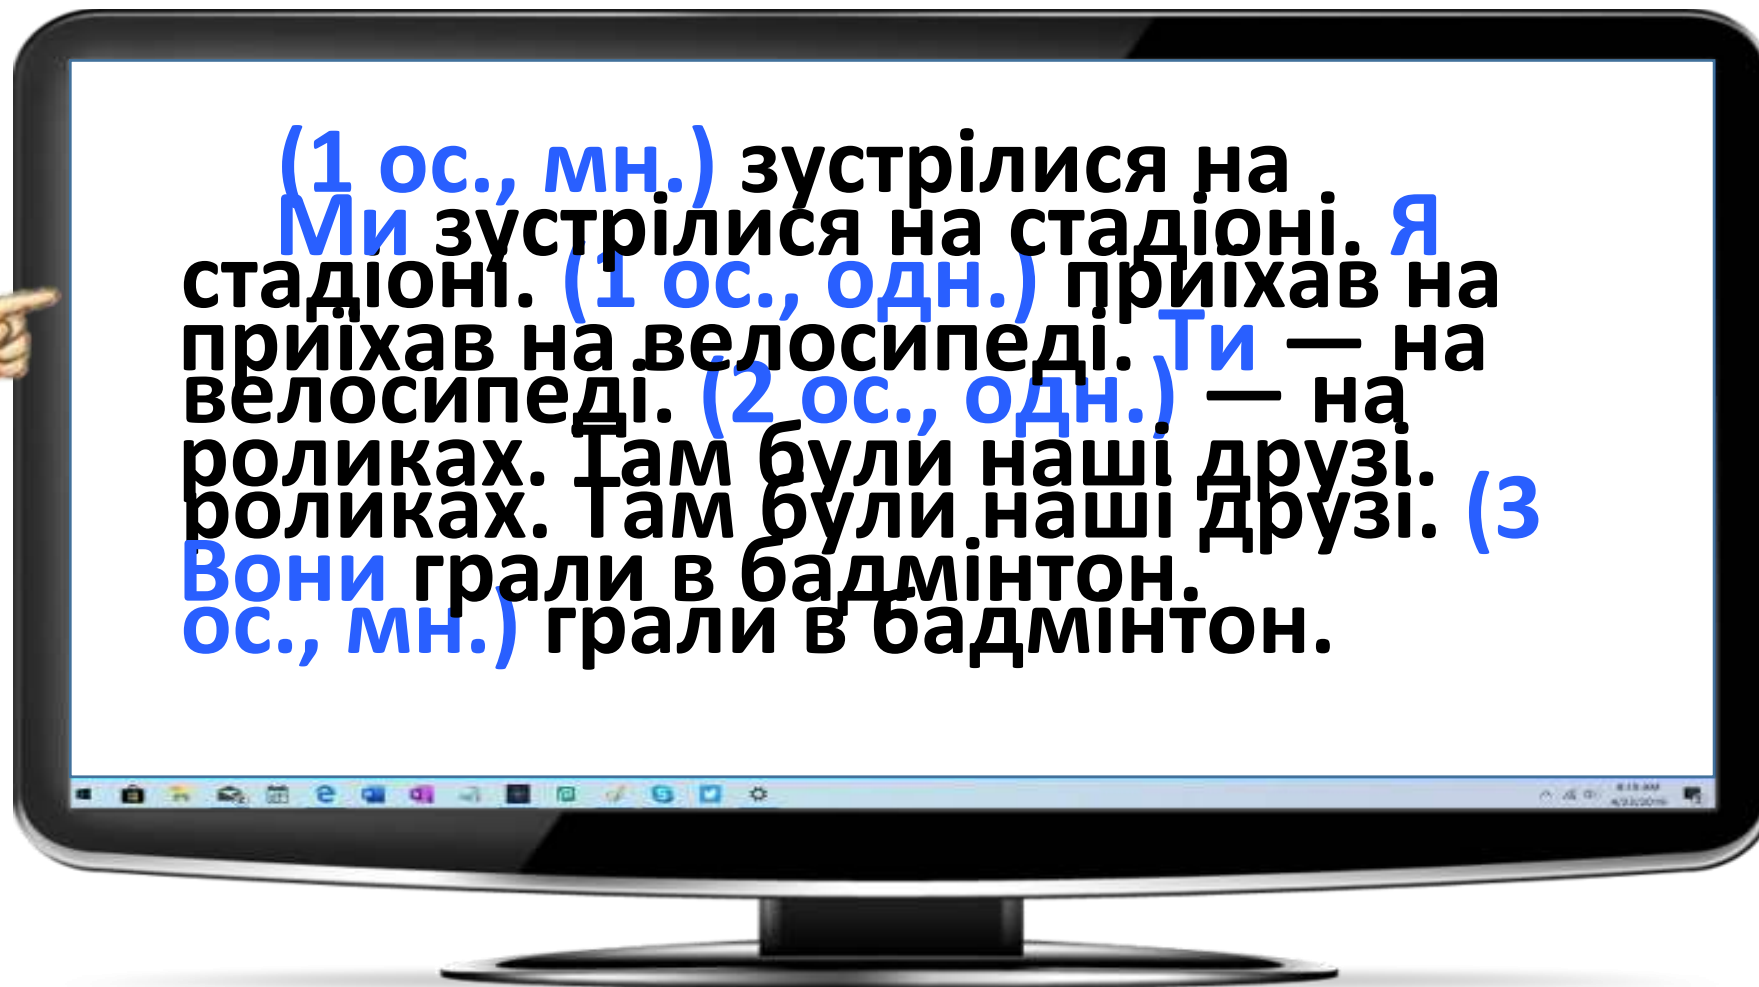 (1 ос., мн.) зустрілися на
Ми зустрілися на стадіоні. Я
стадіоні. (1 ос., одн.) приїхав на
приїхав на велосипеді. Ти — на
велосипеді. (2 ос., одн.) — на
роликах. Там були наші друзі.
роликах. Там були наші друзі. (3
Вони грали в бадмінтон.
ос., мн.) грали в бадмінтон.